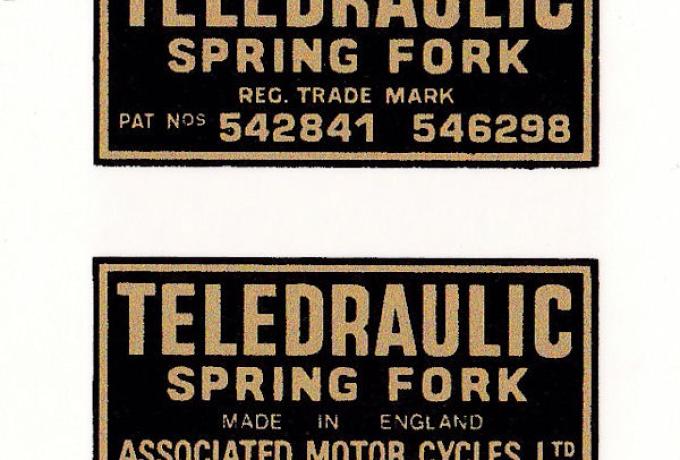 TELEDRAULIC
SPRING FORK
REG. TRADE MARK
PAT NOS 542841 546298
TELEDRAULIC
SPRING FORK
MADE IN ENGLAND
ASSOCIATED MOTOR CYCLES LTD